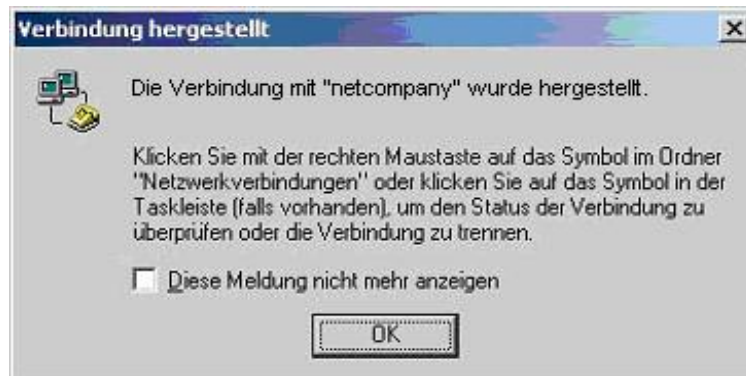 Verbindung hergestellt
Die Verbindung mit "netcompany" wurde hergestellt.
Klicken Sie mit der rechten Maustaste auf das Symbol im Ordner
"Netzwerkverbindungen" oder klicken Sie auf das Symbol in der
Taskleiste (falls vorhanden), um den Status der Verbindung zu
überprüfen oder die Verbindung zu trennen.
Diese Meldung nicht mehr anzeigen
OK